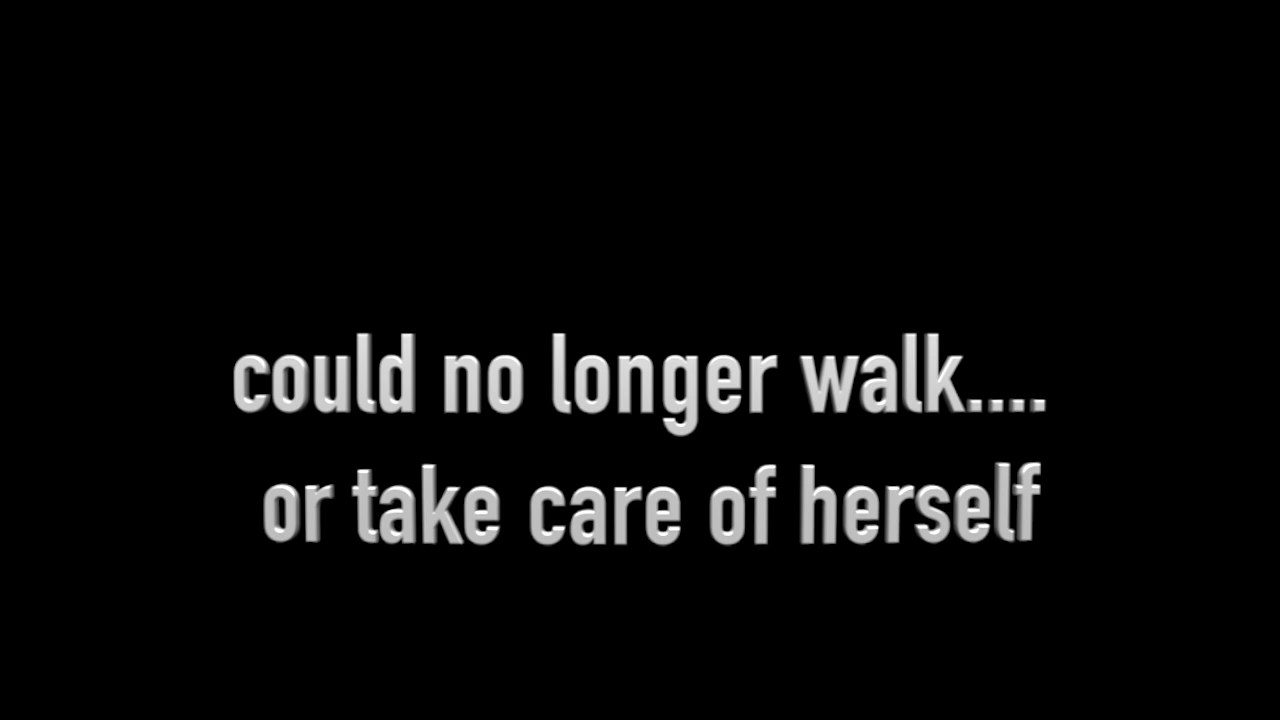 could no longer walk....
or take care of herself